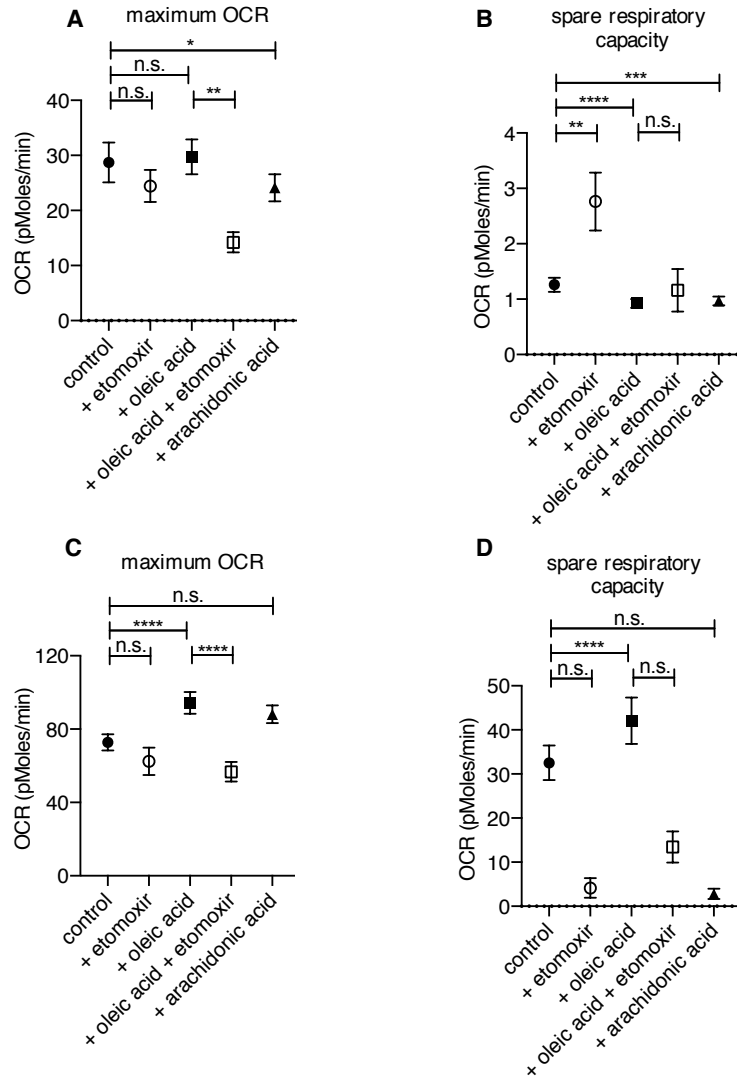 A
maximum OCR
*
n.s.
n.s.
**
40
30
20
10
0
OCR (pMoles/min)
control
+ etomoxir
+ oleic acid
+ oleic acid + etomoxir
+ arachidonic acid
B
spare respiratory
capacity
***
****
**
n.s.
4
3
2
1
0
OCR (pMoles/min)
control
+ etomoxir
+ oleic acid
+ oleic acid + etomoxir
+ arachidonic acid
C
maximum OCR
n.s.
****
n.s.
****
120
80
40
0
OCR (pMoles/min)
control
+ etomoxir
+ oleic acid
+ oleic acid + etomoxir
+ arachidonic acid
D
spare respiratory
capacity
n.s.
****
n.s.
n.s.
50
40
30
20
10
0
OCR (pMoles/min)
control
+ etomoxir
+ oleic acid
+ oleic acid + etomoxir
+ arachidonic acid